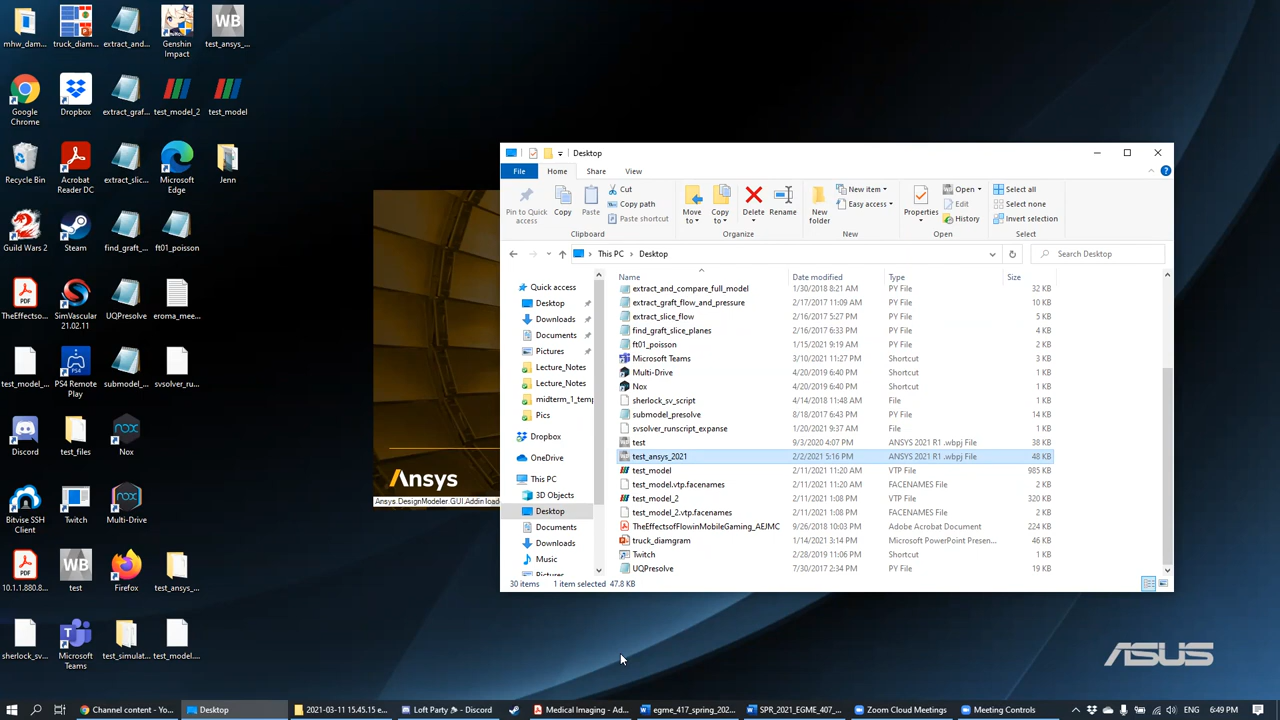 mhw_dam...
truck_diam...
extract_and...
Genshin
Impact
WB
test_ansys_...
Google
Chrome
Dropbox
extract_graf...
test_model_2
test_model
Recycle Bin
Acrobat
Reader DC
extract_slic...
Microsoft
Edge
Jenn
Guild Wars 2
Steam
find_graft_...
ft01_poisson
TheEffectso...
SimVascular
21.02.11
UQPresolve
eroma_mee...
test_model_...
PS4 Remote
Play
submodel_...
svsolver_ru...
Discord
test_files
nox
Nox
Bitvise SSH
Client
Twitch
Multi-Drive
10.1.1.880.8...
WB
test
Firefox
test_ansys_...
sherlock_sv...
Microsoft
Teams
test_simulat...
test_model....
Ansys
Ansys.DesignModeler.GUI.Addin
Desktop
File
Home
Share
View
Pin to Quick
access
Copy
Paste
Cut
Copy path
Paste shortcut
Clipboard
Move
to
Copy
to
Delete
Rename
Organize
New
folder
New item
Easy access
New
Properties
Open
Edit
History
Open
Select all
Select none
Invert selection
Select
This PC > Desktop
Search Desktop
Name
Date modified
Type
Size
Quick access
Desktop
Downloads
Documents
Pictures
Lecture_Notes
Lecture_Notes
midterm_1_temp
Pics
Dropbox
OneDrive
This PC
3D Objects
Desktop
Documents
Downloads
Music
Pictures
extract_and_compare_full_model 1/30/2018 8:21 AM PY File 32 KB
extract_graft_flow_and_pressure 2/17/2017 11:09 AM PY File 10 KB
extract_slice_flow 2/16/2017 5:27 PM PY File 5 KB
find_graft_slice_planes 2/16/2017 6:33 PM PY File 4 KB
ft01_poisson 1/15/2021 9:19 AM PY File 2 KB
Microsoft Teams 3/10/2021 11:27 PM Shortcut 3 KB
Multi-Drive 4/20/2019 6:40 PM Shortcut 1 KB
Nox 4/20/2019 6:40 PM Shortcut 1 KB
sherlock_sv_script 4/14/2018 11:48 AM File 1 KB
submodel_presolve 8/18/2017 6:43 PM PY File 14 KB
svsolver_runscript_expanse 1/20/2021 9:37 AM File 1 KB
test 9/3/2020 4:07 PM ANSYS 2021 R1 .wbpj File 38 KB
test_ansys_2021 2/2/2021 5:16 PM ANSYS 2021 R1 .wbpj File 48 KB
test_model 2/11/2021 11:20 AM VTP File 985 KB
test_model.vtp.facenames 2/11/2021 11:20 AM FACENAMES File 2 KB
test_model_2 2/11/2021 1:08 PM VTP File 320 KB
test_model_2.vtp.facenames 2/11/2021 1:08 PM FACENAMES File 2 KB
TheEffectsofFlowinMobileGaming_AEJMC 9/26/2018 10:03 PM Adobe Acrobat Document 224 KB
truck_diamgram 1/14/2021 3:14 PM Microsoft PowerPoint Presen... 46 KB
Twitch 2/28/2019 11:06 PM Shortcut 3 KB
UQPresolve 7/30/2017 2:34 PM PY File 19 KB
30 items 1 item selected 47.8 KB
ASUS
Channel content - Yo...
Desktop
2021-03-11 15.45.15 e...
Loft Party - Discord
Medical Imaging - Ad...
egme_417_spring_202...
SPR_2021_EGME_407_...
Zoom Cloud Meetings
Meeting Controls
ENG
6:49 PM